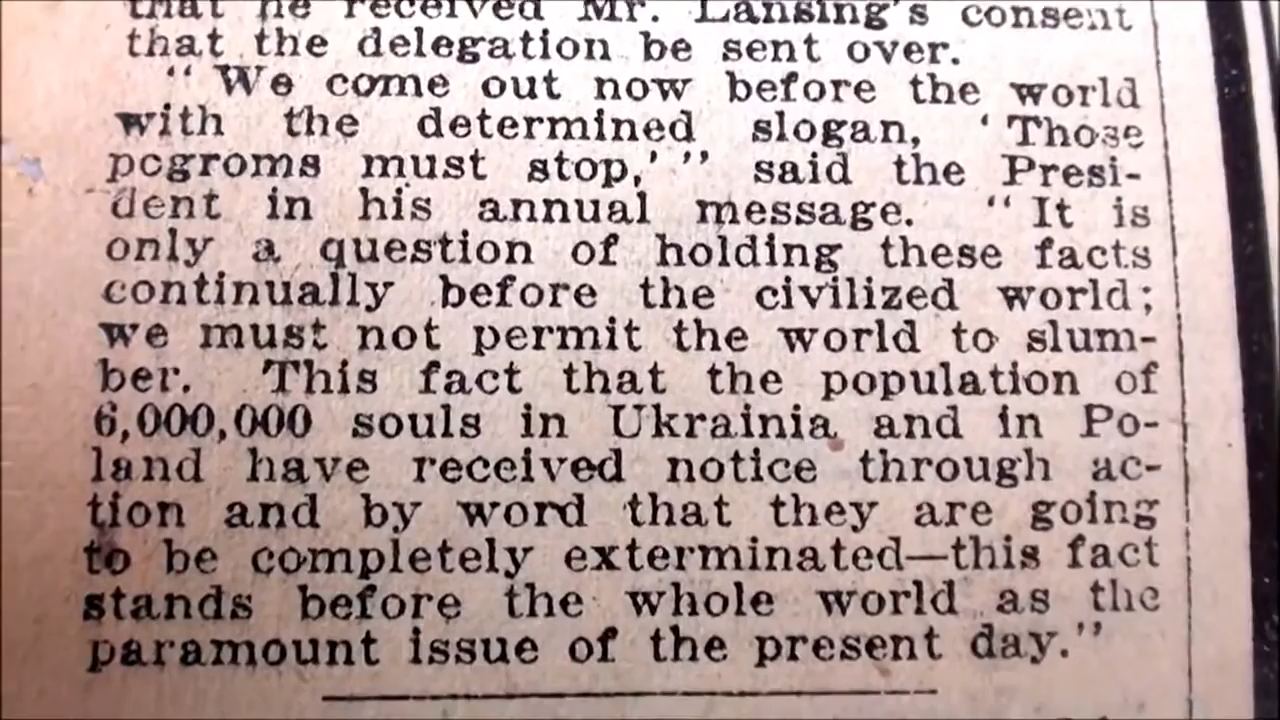 that he received Mr. Lansing's consent
that the delegation be sent over.
"We come out now before the world
with the determined slogan, 'Those
pogroms must stop,'" said the Presi-
dent in his annual message. "It is
only a question of holding these facts
continually before the civilized world;
we must not permit the world to slum-
ber. This fact that the population of
6,000,000 souls in Ukrainia and in Po-
land have received notice through ac-
tion and by word that they are going
to be completely exterminated—this fact
stands before the whole world as the
paramount issue of the present day."